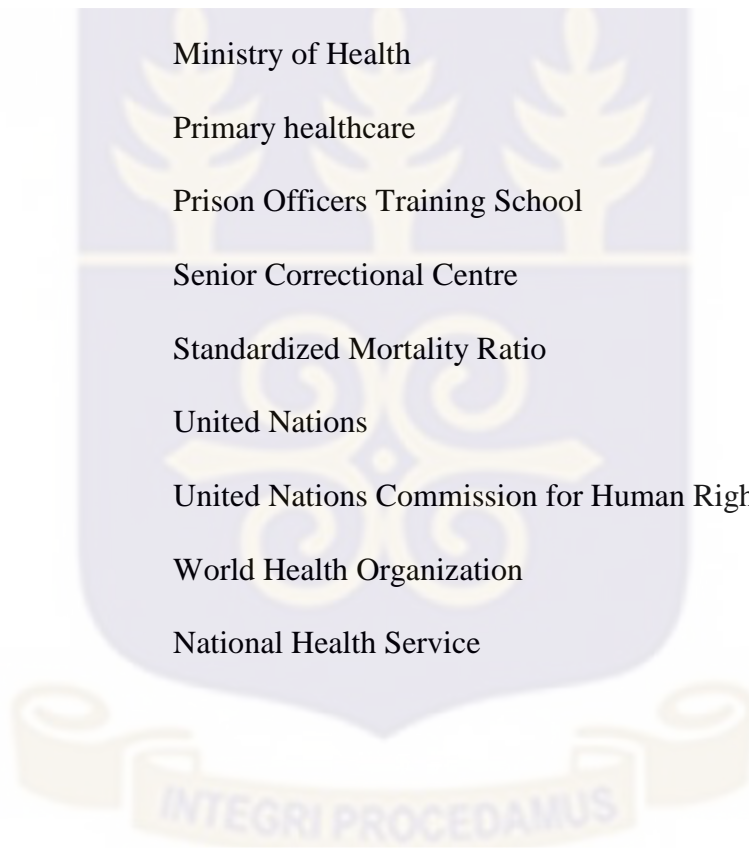 Ministry of Health
Primary healthcare
Prison Officers Training School
Senior Correctional Centre
Standardized Mortality Ratio
United Nations
United Nations Commission for Human
World Health Organization
National Health Service
INTEGRI PROCEDAMUS